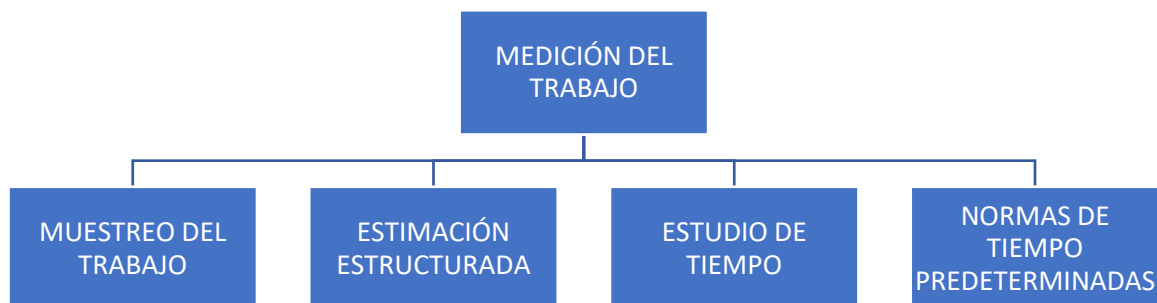 MEDICIÓN DEL
TRABAJO
MUESTREO DEL
TRABAJO
ESTIMACIÓN
ESTRUCTURADA
ESTUDIO DE
TIEMPO
NORMAS DE
TIEMPO
PREDETERMINADAS